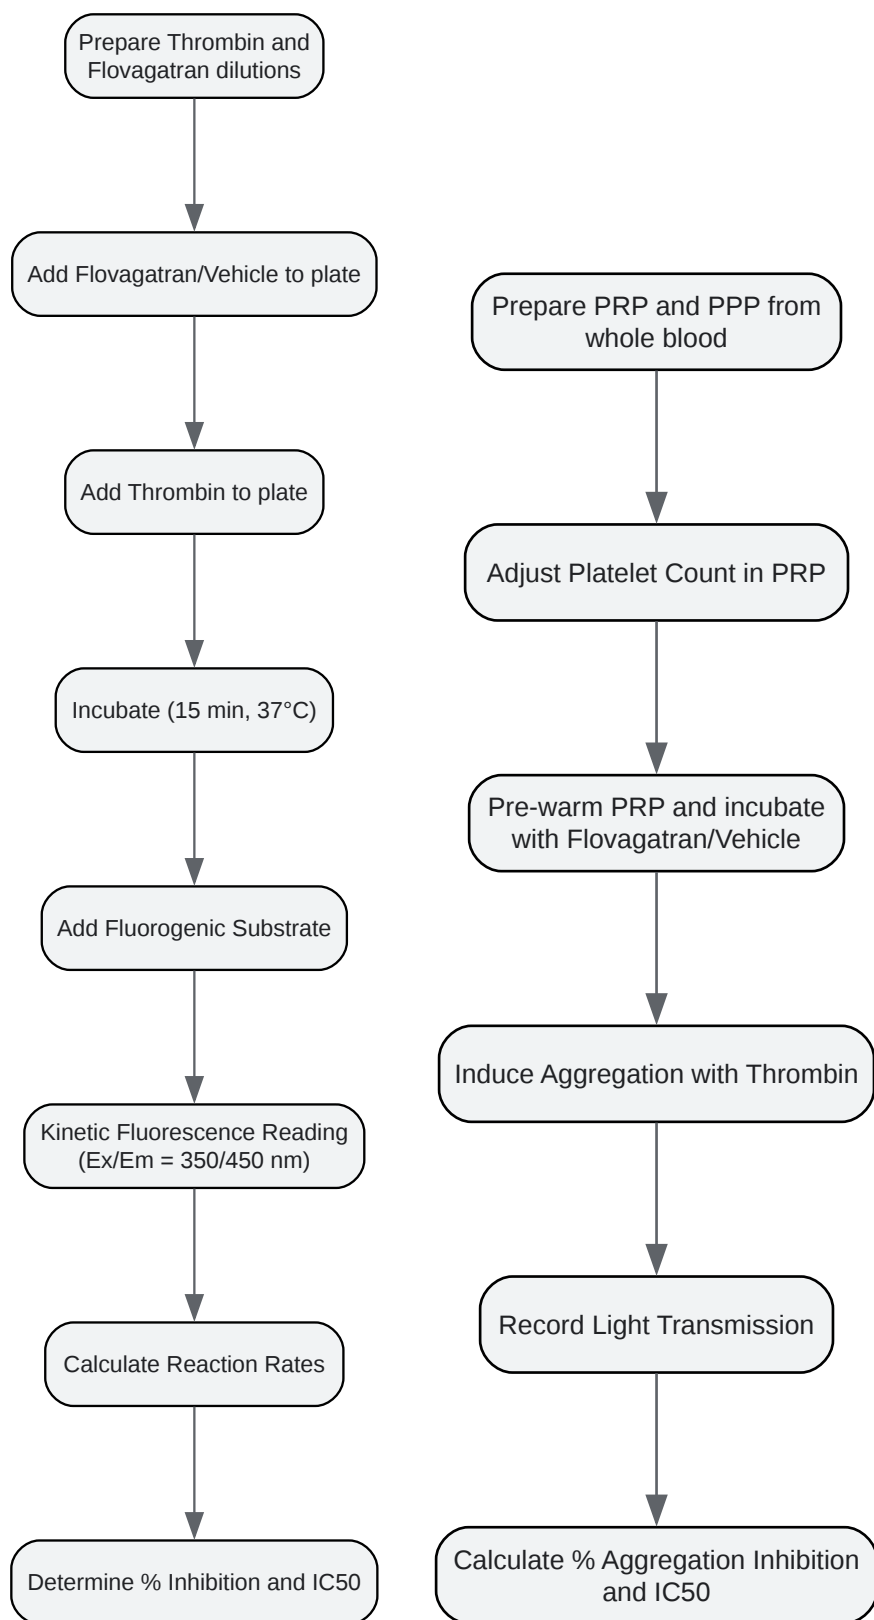 Prepare Thrombin and
Flovagatran dilutions
Add Flovagatran/Vehicle to plate
Add Thrombin to plate
Incubate (15 min, 37°C)
Add Fluorogenic Substrate
Kinetic Fluorescence Reading
(Ex/Em = 350/450 nm)
Calculate Reaction Rates
Determine % Inhibition and IC50
Prepare PRP and PPP from
whole blood
Adjust Platelet Count in PRP
Pre-warm PRP and incubate
with Flovagatran/Vehicle
Induce Aggregation with Thrombin
Record Light Transmission
Calculate % Aggregation Inhibition
and IC50